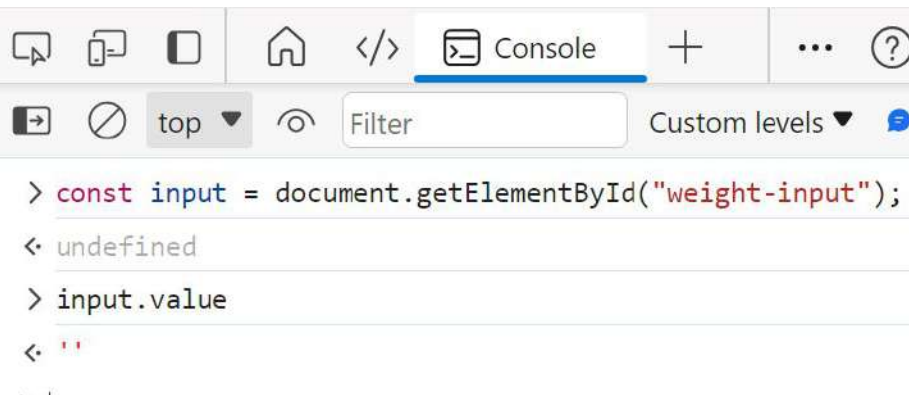 Console
top Filter Custom levels
> const input = document.getElementById("weight-input");
undefined
> input.value
''